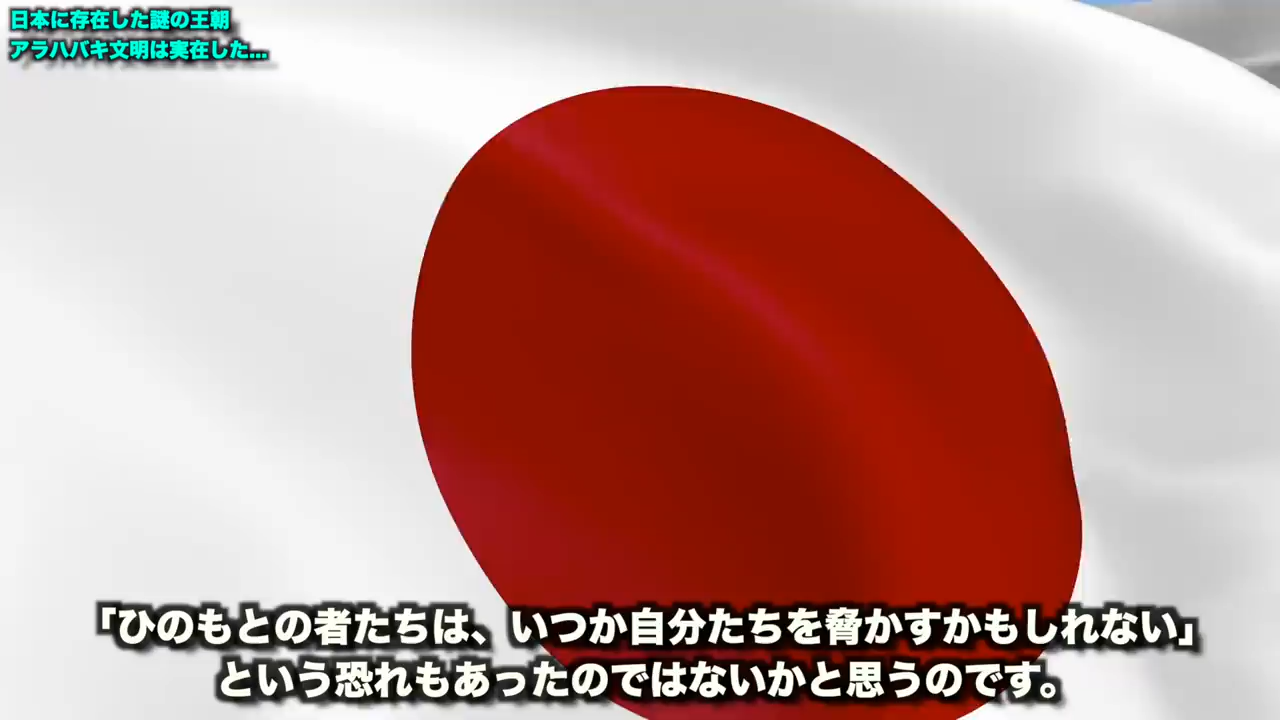 日本に存在した謎の王朝
アラハバキ文明は実在した...
「ひのもとの者たちは、いつか自分たちを脅かすかもしれない」
という恐れもあったのではないかと思うのです。